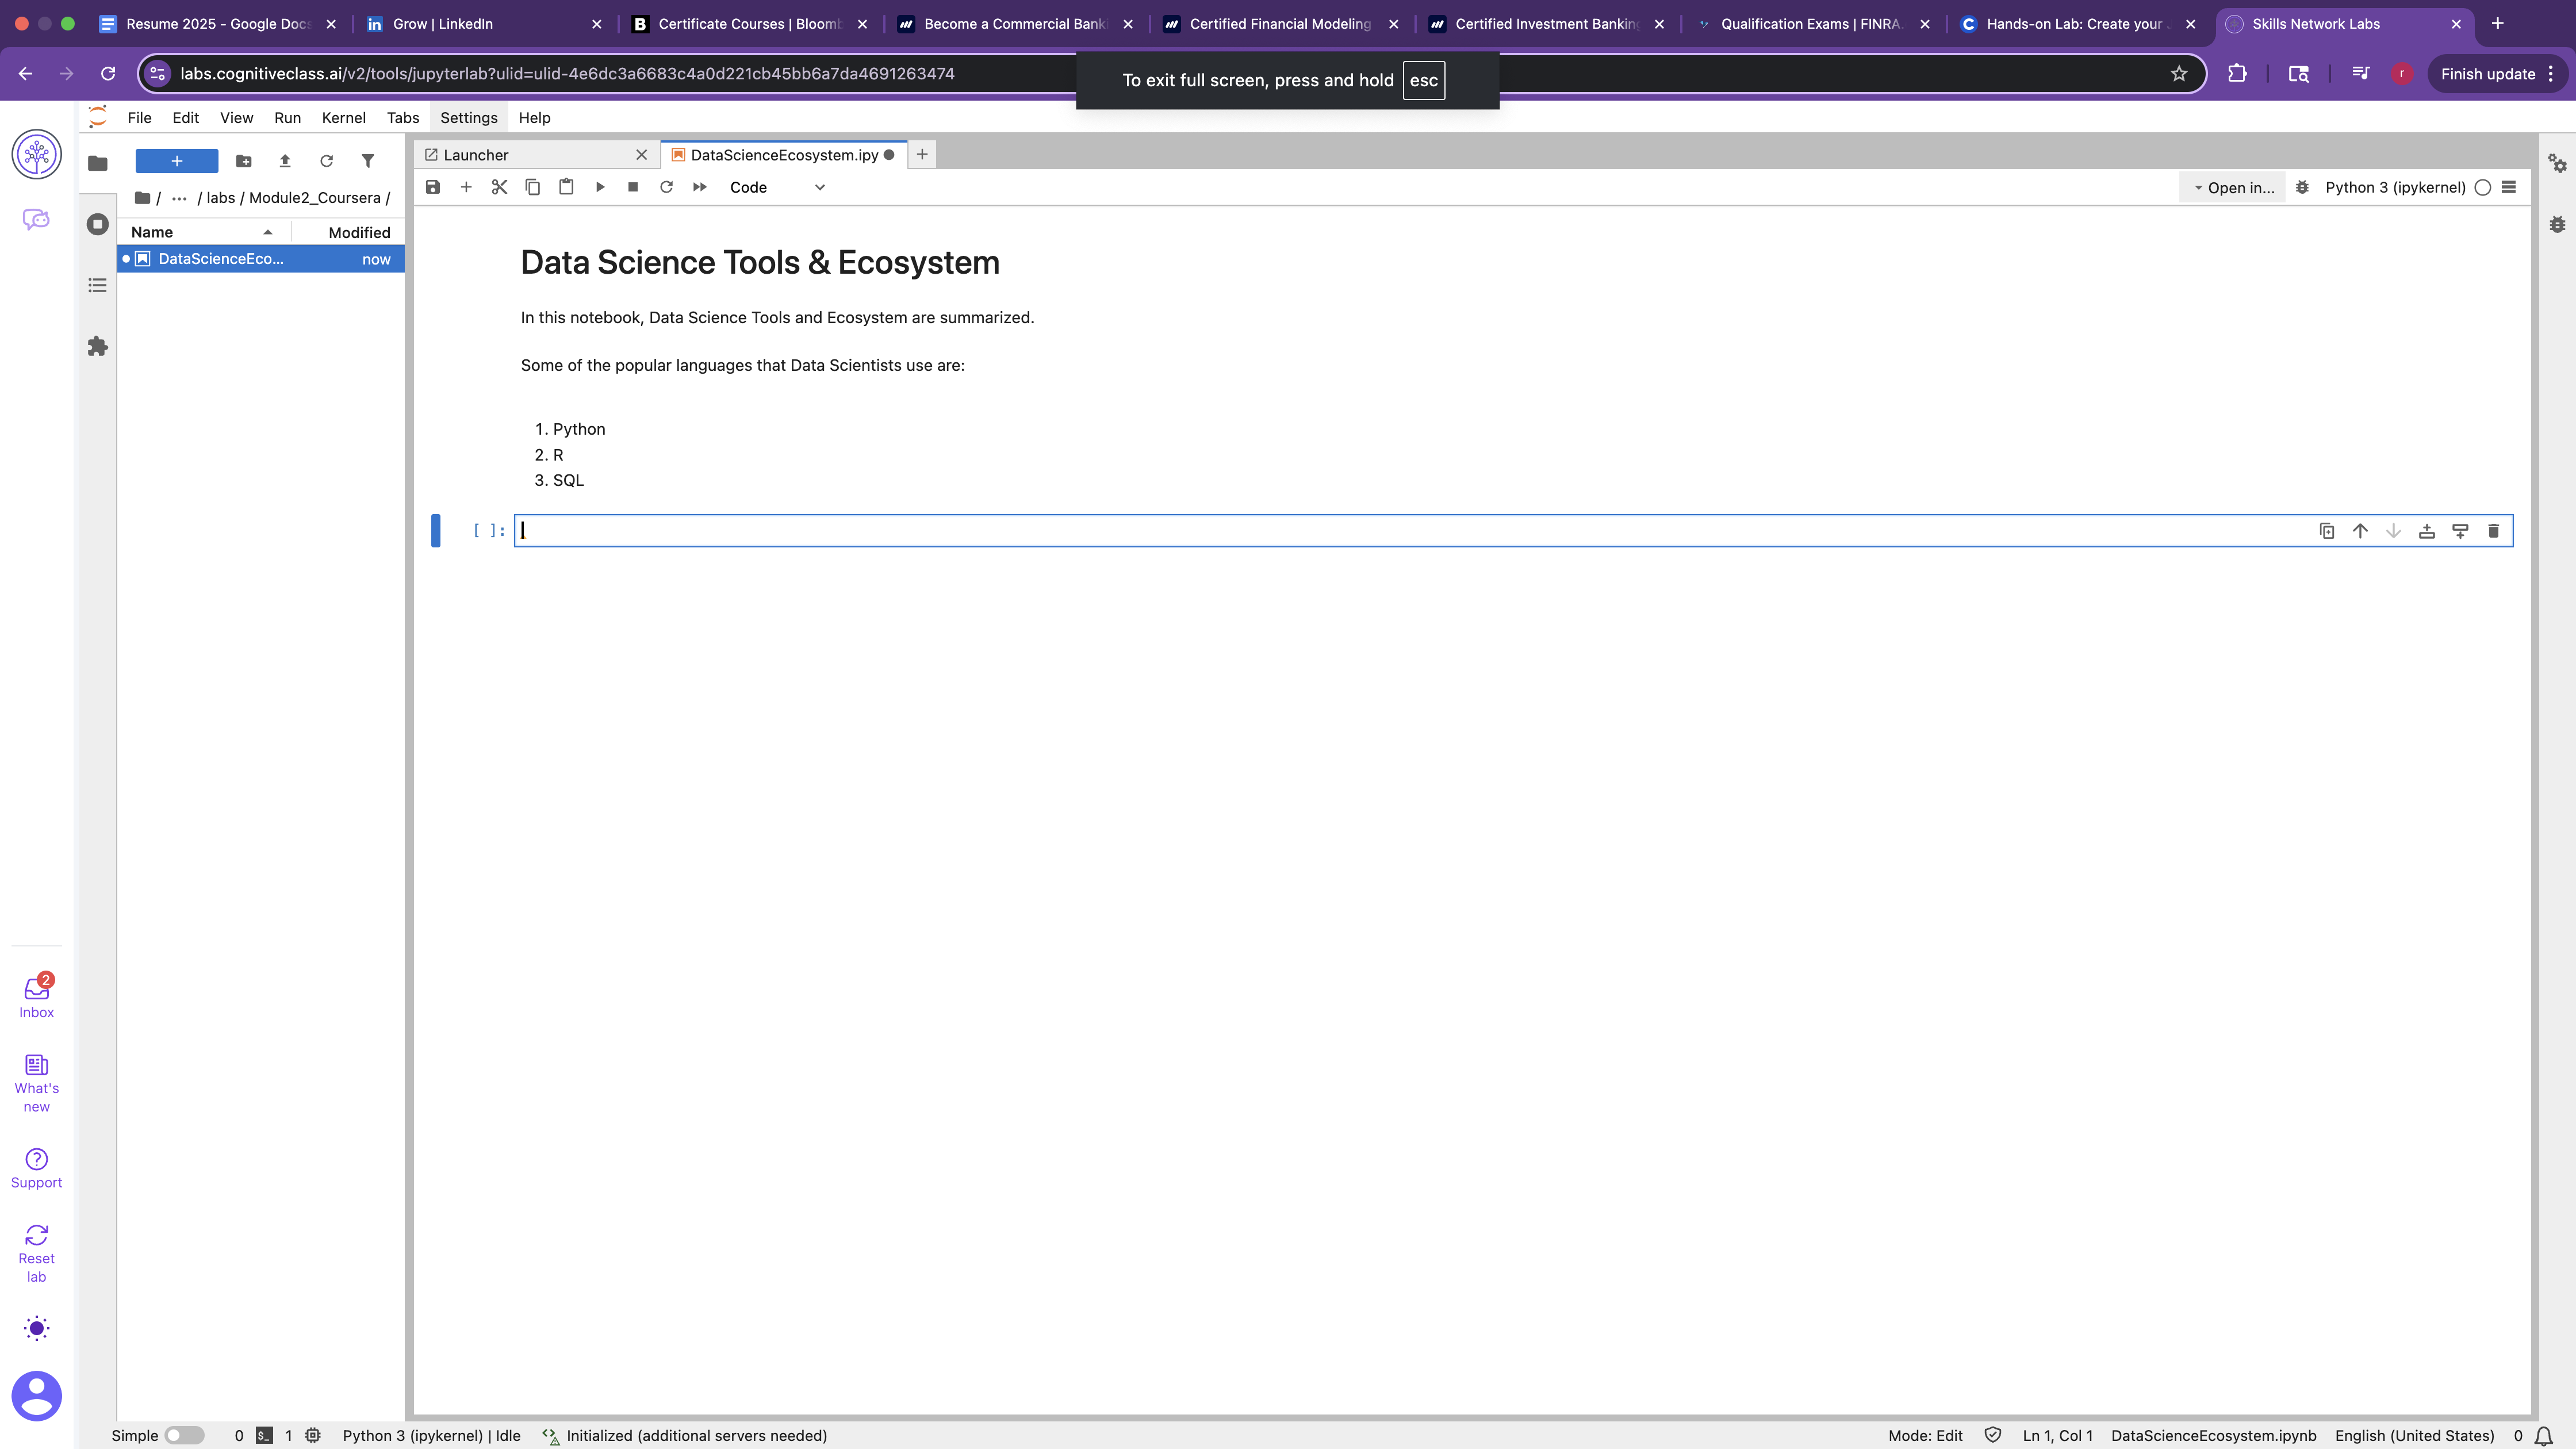 Resume 2025 - Google Docs
Grow | LinkedIn
Certificate Courses | Bloomb
Become a Commercial Banki
Certified Financial Modeling
Certified Investment Banking
Qualification Exams | FINRA.
Hands-on Lab: Create your
Skills Network Labs
labs.cognitiveclass.ai/v2/tools/jupyterlab?ulid=ulid-4e6dc3a6683c4a0d221cb45bb6a7da4691263474
To exit full screen, press and hold esc
r
Finish update
File Edit View Run Kernel Tabs Settings Help
Launcher
DataScienceEcosystem.ipy
Code
Open in...
Python 3 (ipykernel)
/ ... / labs / Module2_Coursera /
Name Modified
DataScienceEco... now
Data Science Tools & Ecosystem
In this notebook, Data Science Tools and Ecosystem are summarized.
Some of the popular languages that Data Scientists use are:
1. Python
2. R
3. SQL
[ ]:
2
Inbox
What's
new
Support
Reset
lab
Simple
0
$_
1
Python 3 (ipykernel) | Idle
Initialized (additional servers needed)
Mode: Edit
Ln 1, Col 1
DataScienceEcosystem.ipynb
English (United States)
0